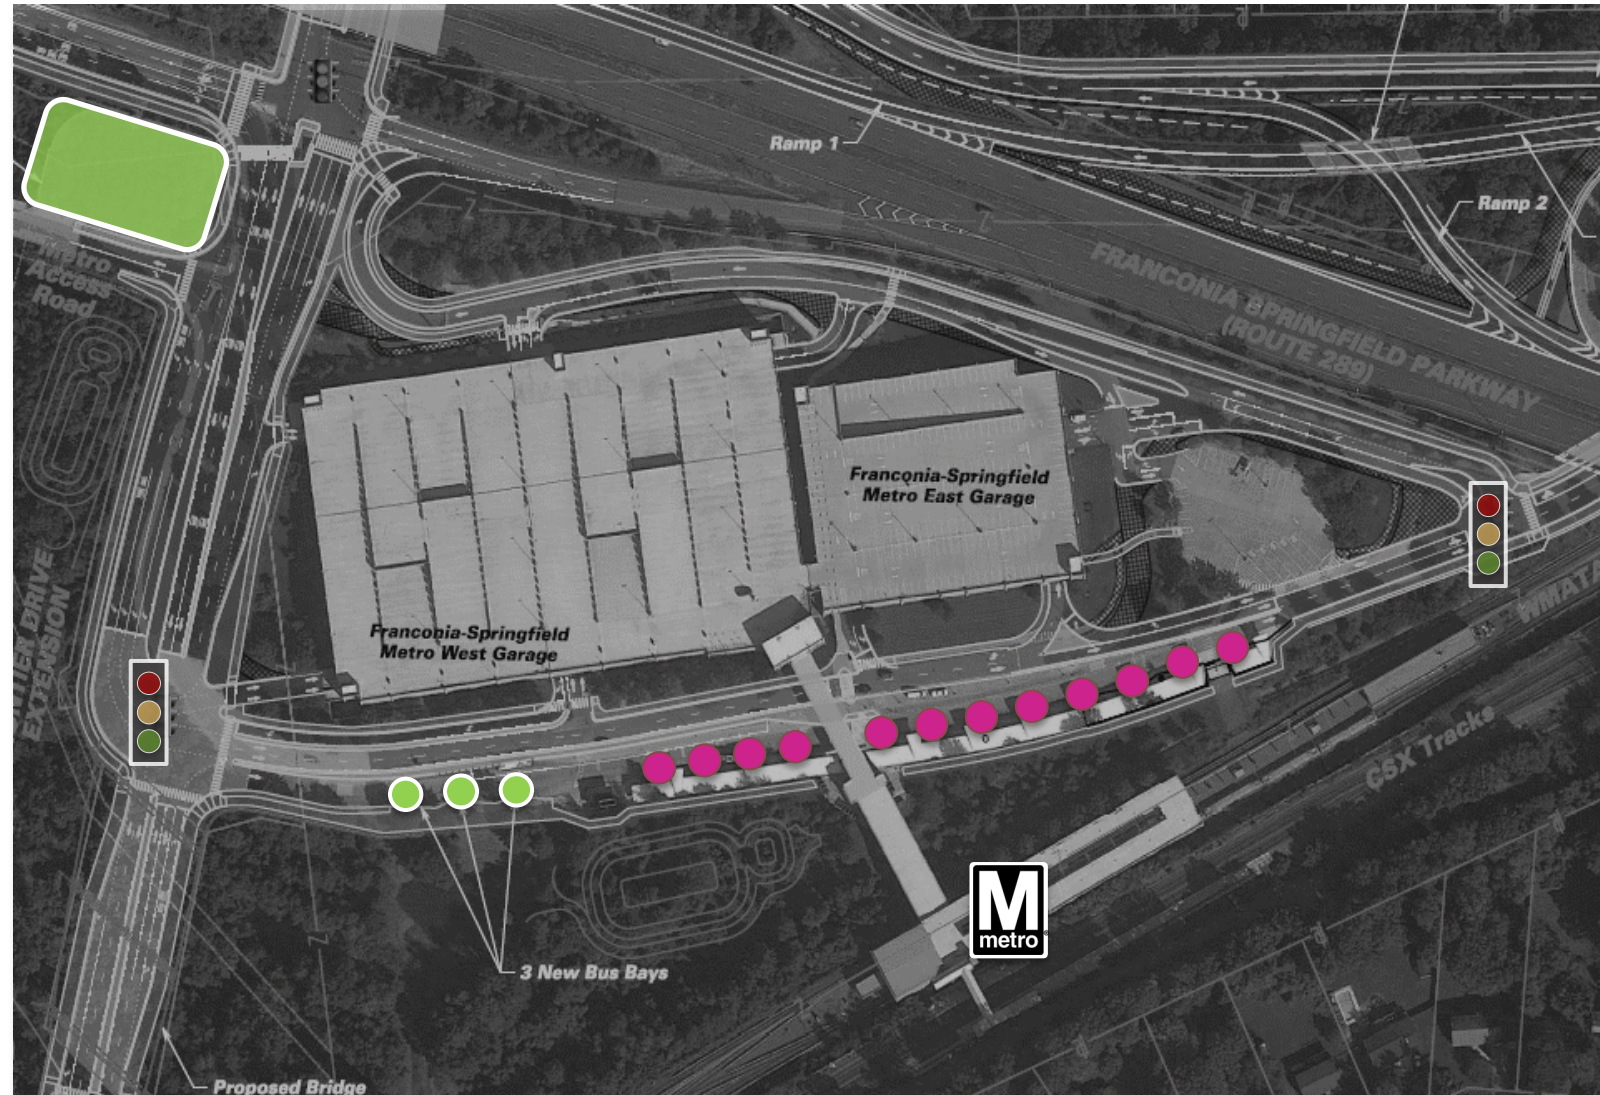 Ramp 1
Ramp 2
FRANCONIA SPRINGFIELD PARKWAY
(ROUTE 289)
Metro
Access
Road
Franconia-Springfield
Metro East Garage
Franconia-Springfield
Metro West Garage
DRIVE
EXTENSION
WMATA/
CSX Tracks
M
metro
3 New Bus Bays
Proposed Bridge